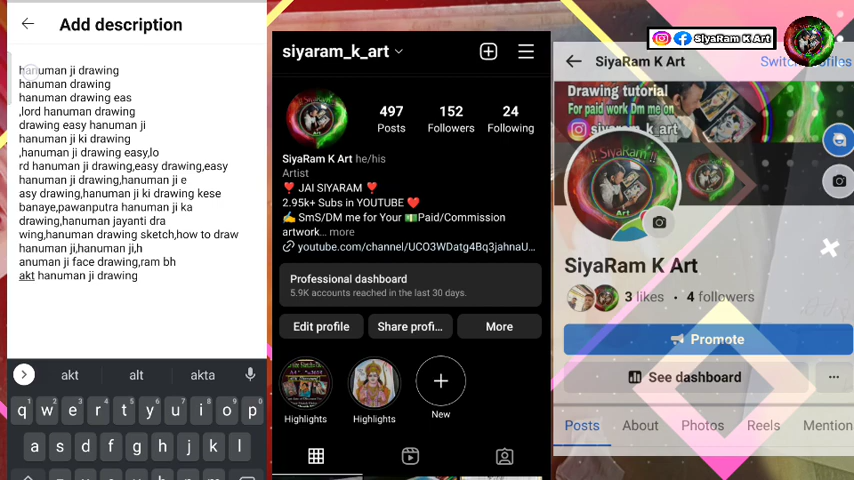 Add description
hanuman ji drawing
hanuman drawing
hanuman drawing eas
,lord hanuman drawing
drawing easy hanuman ji
hanuman ji ki drawing
,hanuman ji drawing easy,lo
rd hanuman ji drawing,easy drawing,easy
hanuman ji drawing,hanuman ji e
asy drawing,hanuman ji ki drawing kese
banaye,pawanputra hanuman ji ka
drawing,hanuman jayanti dra
wing,hanuman drawing sketch,how to draw
hanuman ji,hanuman ji,h
anuman ji face drawing,ram bh
akt hanuman ji drawing
akt alt akta
q w e r t y u i o p
a s d f g h j k l
siyaram_k_art
497 152 24
Posts Followers Following
SiyaRam K Art he/his
Artist
❤️ JAI SIYARAM ❤️
2.95k+ Subs in YOUTUBE ❤️
✍️ SmS/DM me for Your 💵Paid/Commission
artwork... more
youtube.com/channel/UCO3WDatg4Bq3jahnaU...
Professional dashboard
5.9K accounts reached in the last 30 days.
Edit profile Share profi... More
Highlights Highlights New
SiyaRam K Art
SiyaRam K Art
Drawing tutorial
For paid work Dm me on
siyaram_k_art
!! SiyaRam !!
Art
SiyaRam K Art
3 likes • 4 followers
Promote
See dashboard ...
Posts About Photos Reels Mention